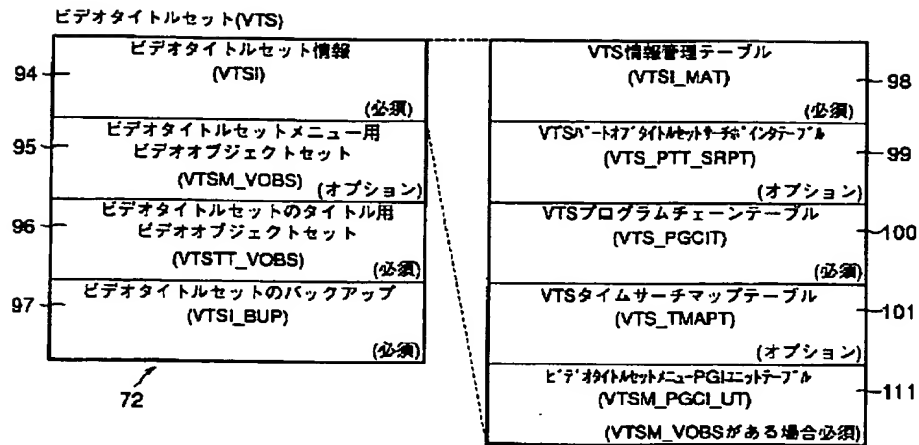 ビデオタイトルセット(VTS)
ビデオタイトルセット情報
(VTSI)
(必須)
94
ビデオタイトルセットメニュー用
ビデオオブジェクトセット
(VTSM_VOBS)
(オプション)
95
ビデオタイトルセットのタイトル用
ビデオオブジェクトセット
(VTSTT_VOBS)
(必須)
96
ビデオタイトルセットのバックアップ
(VTSI_BUP)
(必須)
97
72
VTS情報管理テーブル
(VTSI_MAT)
(必須)
98
VTSパートオブタイトルセットサーチポインタテーブル
(VTS_PTT_SRPT)
(オプション)
99
VTSプログラムチェーンテーブル
(VTS_PGCIT)
(必須)
100
VTSタイムサーチマップテーブル
(VTS_TMAPT)
(オプション)
101
ビデオタイトルセットメニューPGIユニットテーブル
(VTSM_PGCI_UT)
(VTSM_VOBSがある場合必須)
111